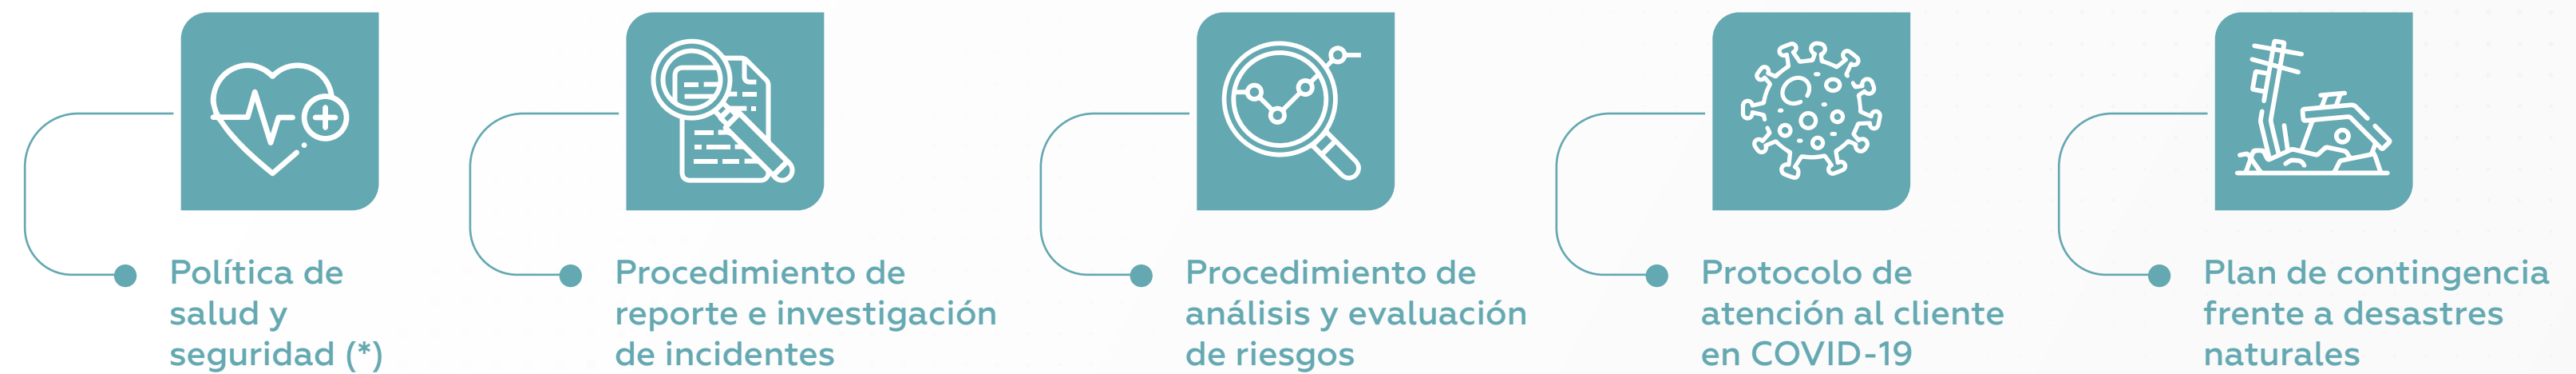 Política de
salud y
seguridad (*)
Procedimiento de
reporte e investigación
de incidentes
Procedimiento de
análisis y evaluación
de riesgos
Protocolo de
atención al cliente
en COVID-19
Plan de contingencia
frente a desastres
naturales